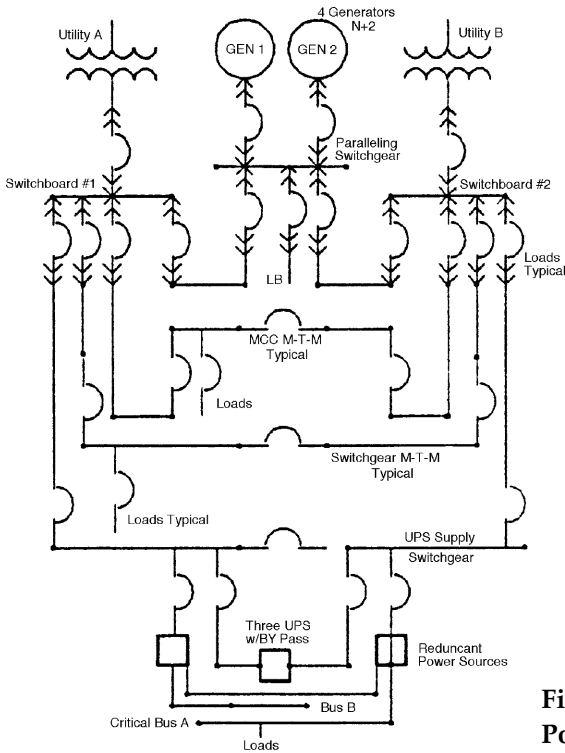 4 Generators
N+2
Utility A
GEN 1
GEN 2
Utility B
Paralleling
Switchgear
Switchboard #1
Switchboard #2
Loads
Typical
LB
MCC M-T-M
Typical
Loads
Switchgear M-T-M
Typical
Loads Typical
UPS Supply
Switchgear
Three UPS
w/BY Pass
Reduncant
Power Sources
Bus B
Critical Bus A
Loads
Fi
Po